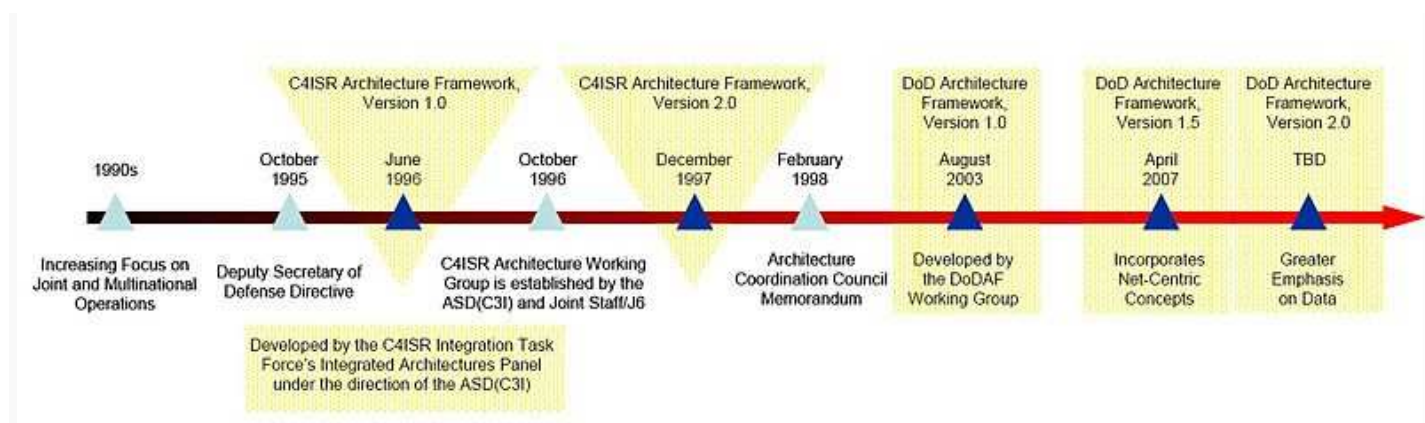 C4ISR Architecture Framework,
Version 1.0
C4ISR Architecture Framework,
Version 2.0
DoD Architecture
Framework,
Version 1.0
DoD Architecture
Framework,
Version 1.5
DoD Architecture
Framework,
Version 2.0
1990s
October
1995
June
1996
October
1996
December
1997
February
1998
August
2003
April
2007
TBD
Increasing Focus on
Joint and Multinational
Operations
Deputy Secretary of
Defense Directive
C4ISR Architecture Working
Group is established by the
ASD(C3I) and Joint Staff/J6
Architecture
Coordination Council
Memorandum
Developed by
the DoDAF
Working Group
Incorporates
Net-Centric
Concepts
Greater
Emphasis
on Data
Developed by the C4ISR Integration Task
Force's Integrated Architectures Panel
under the direction of the ASD(C3I)